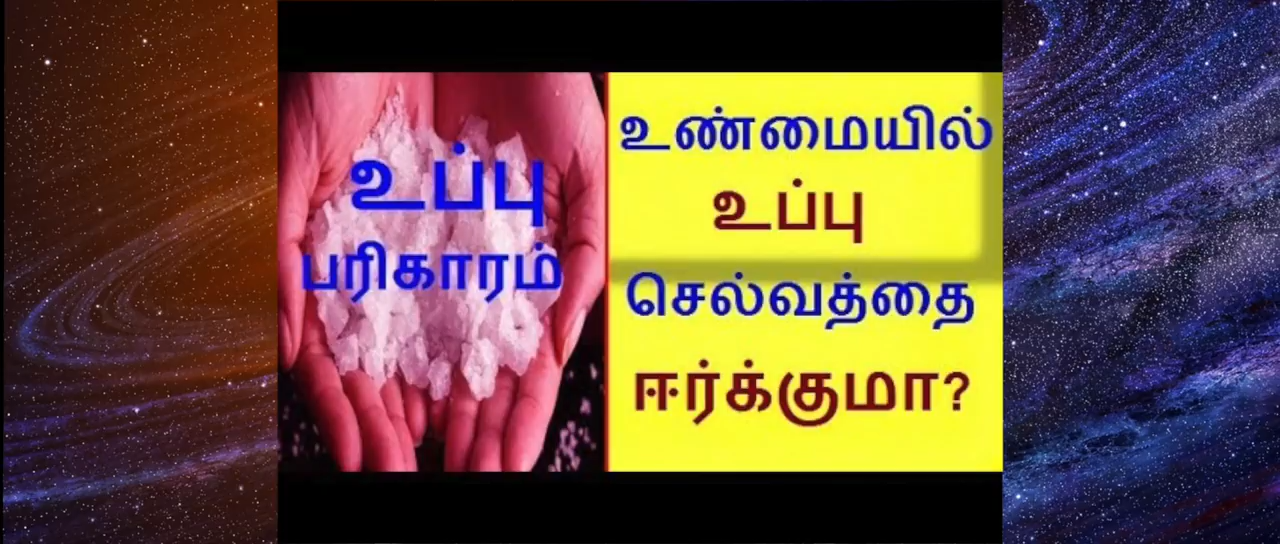 உப்பு
பரிகாரம்
உண்மையில்
உப்பு
செல்வத்தை
ஈர்க்குமா?